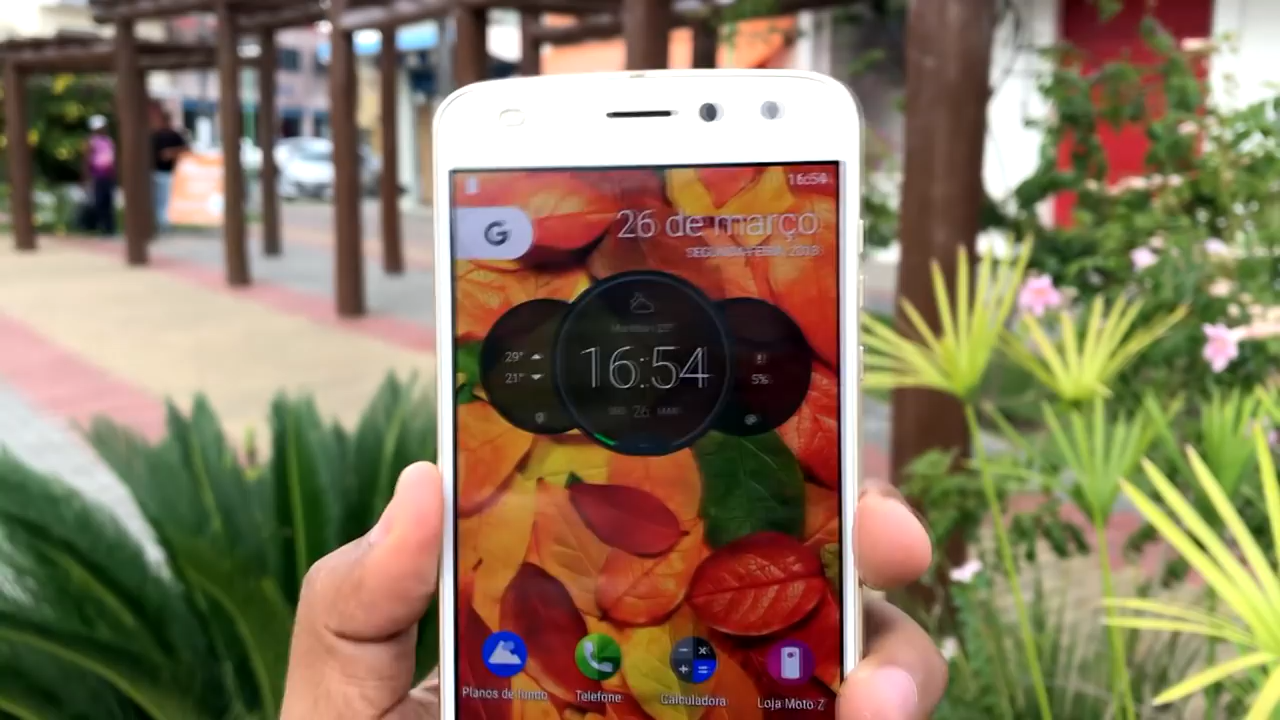 16:54
G
26 de março
SEGUNDA-FEIRA, 2018
29°
21°
16:54
26
5%
Planos de fundo
Telefone
Calculadora
Loja Moto Z